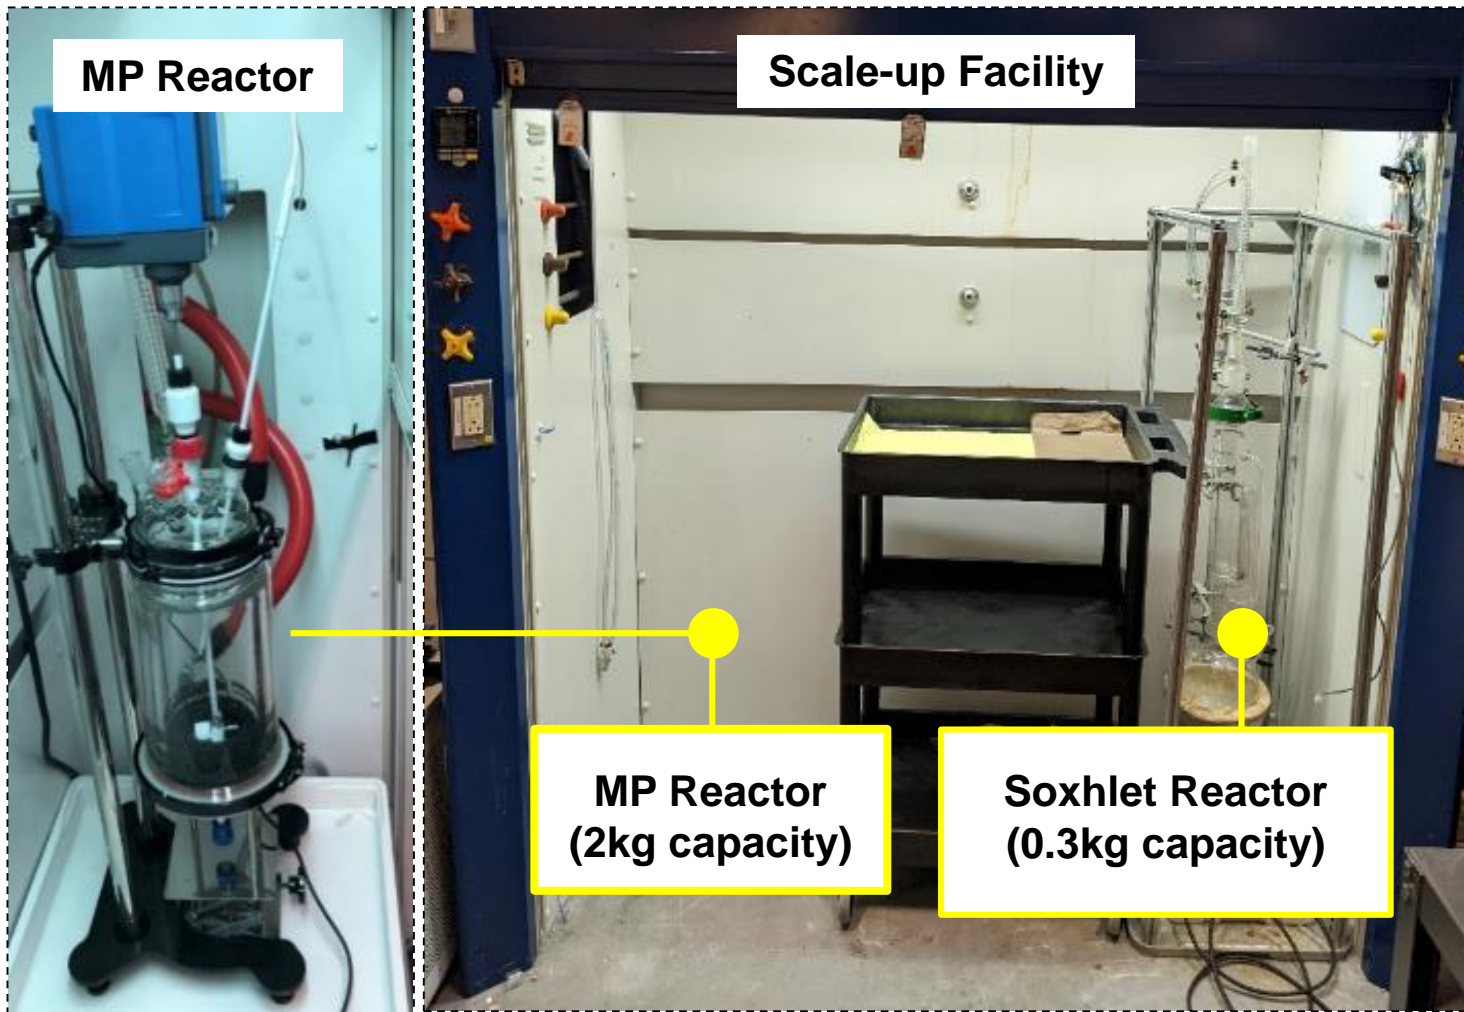 MP Reactor
Scale-up Facility
MP Reactor
(2kg capacity)
Soxhlet Reactor
(0.3kg capacity)